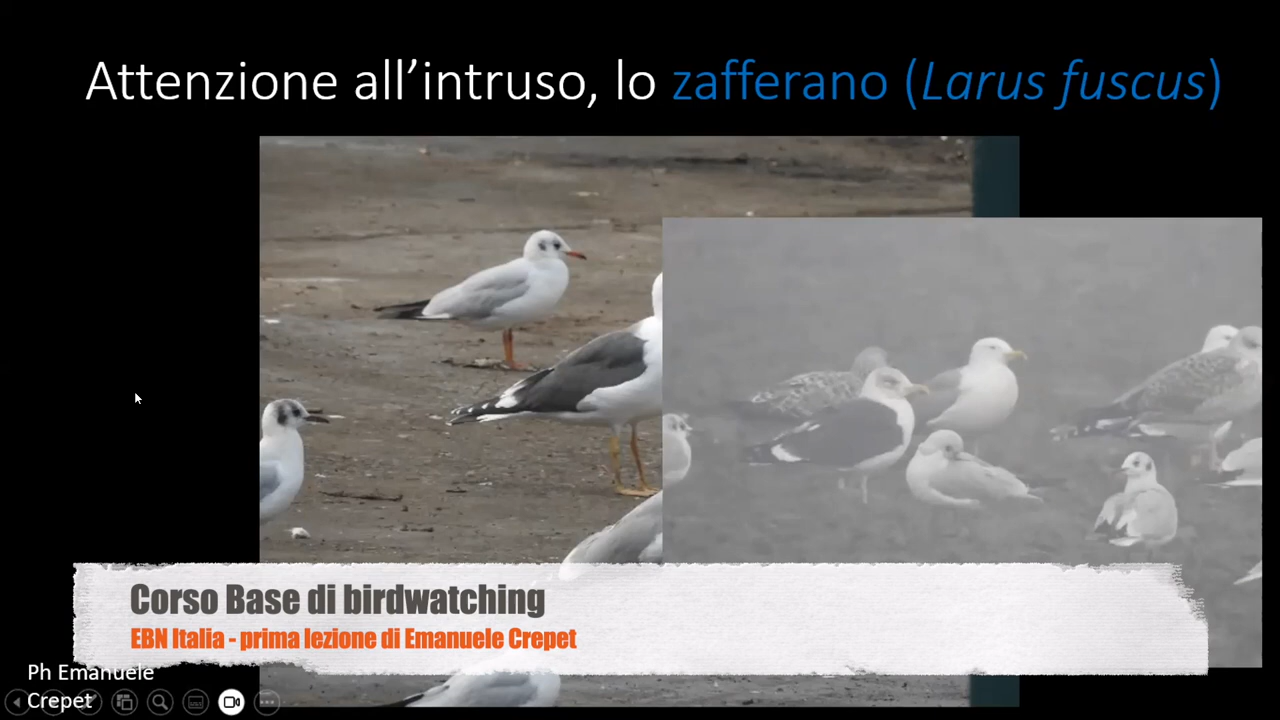 Attenzione all’intruso, lo zafferano (Larus fuscus)
Corso Base di birdwatching
EBN Italia - prima lezione di Emanuele Crepet
Ph Emanuele
Crepet